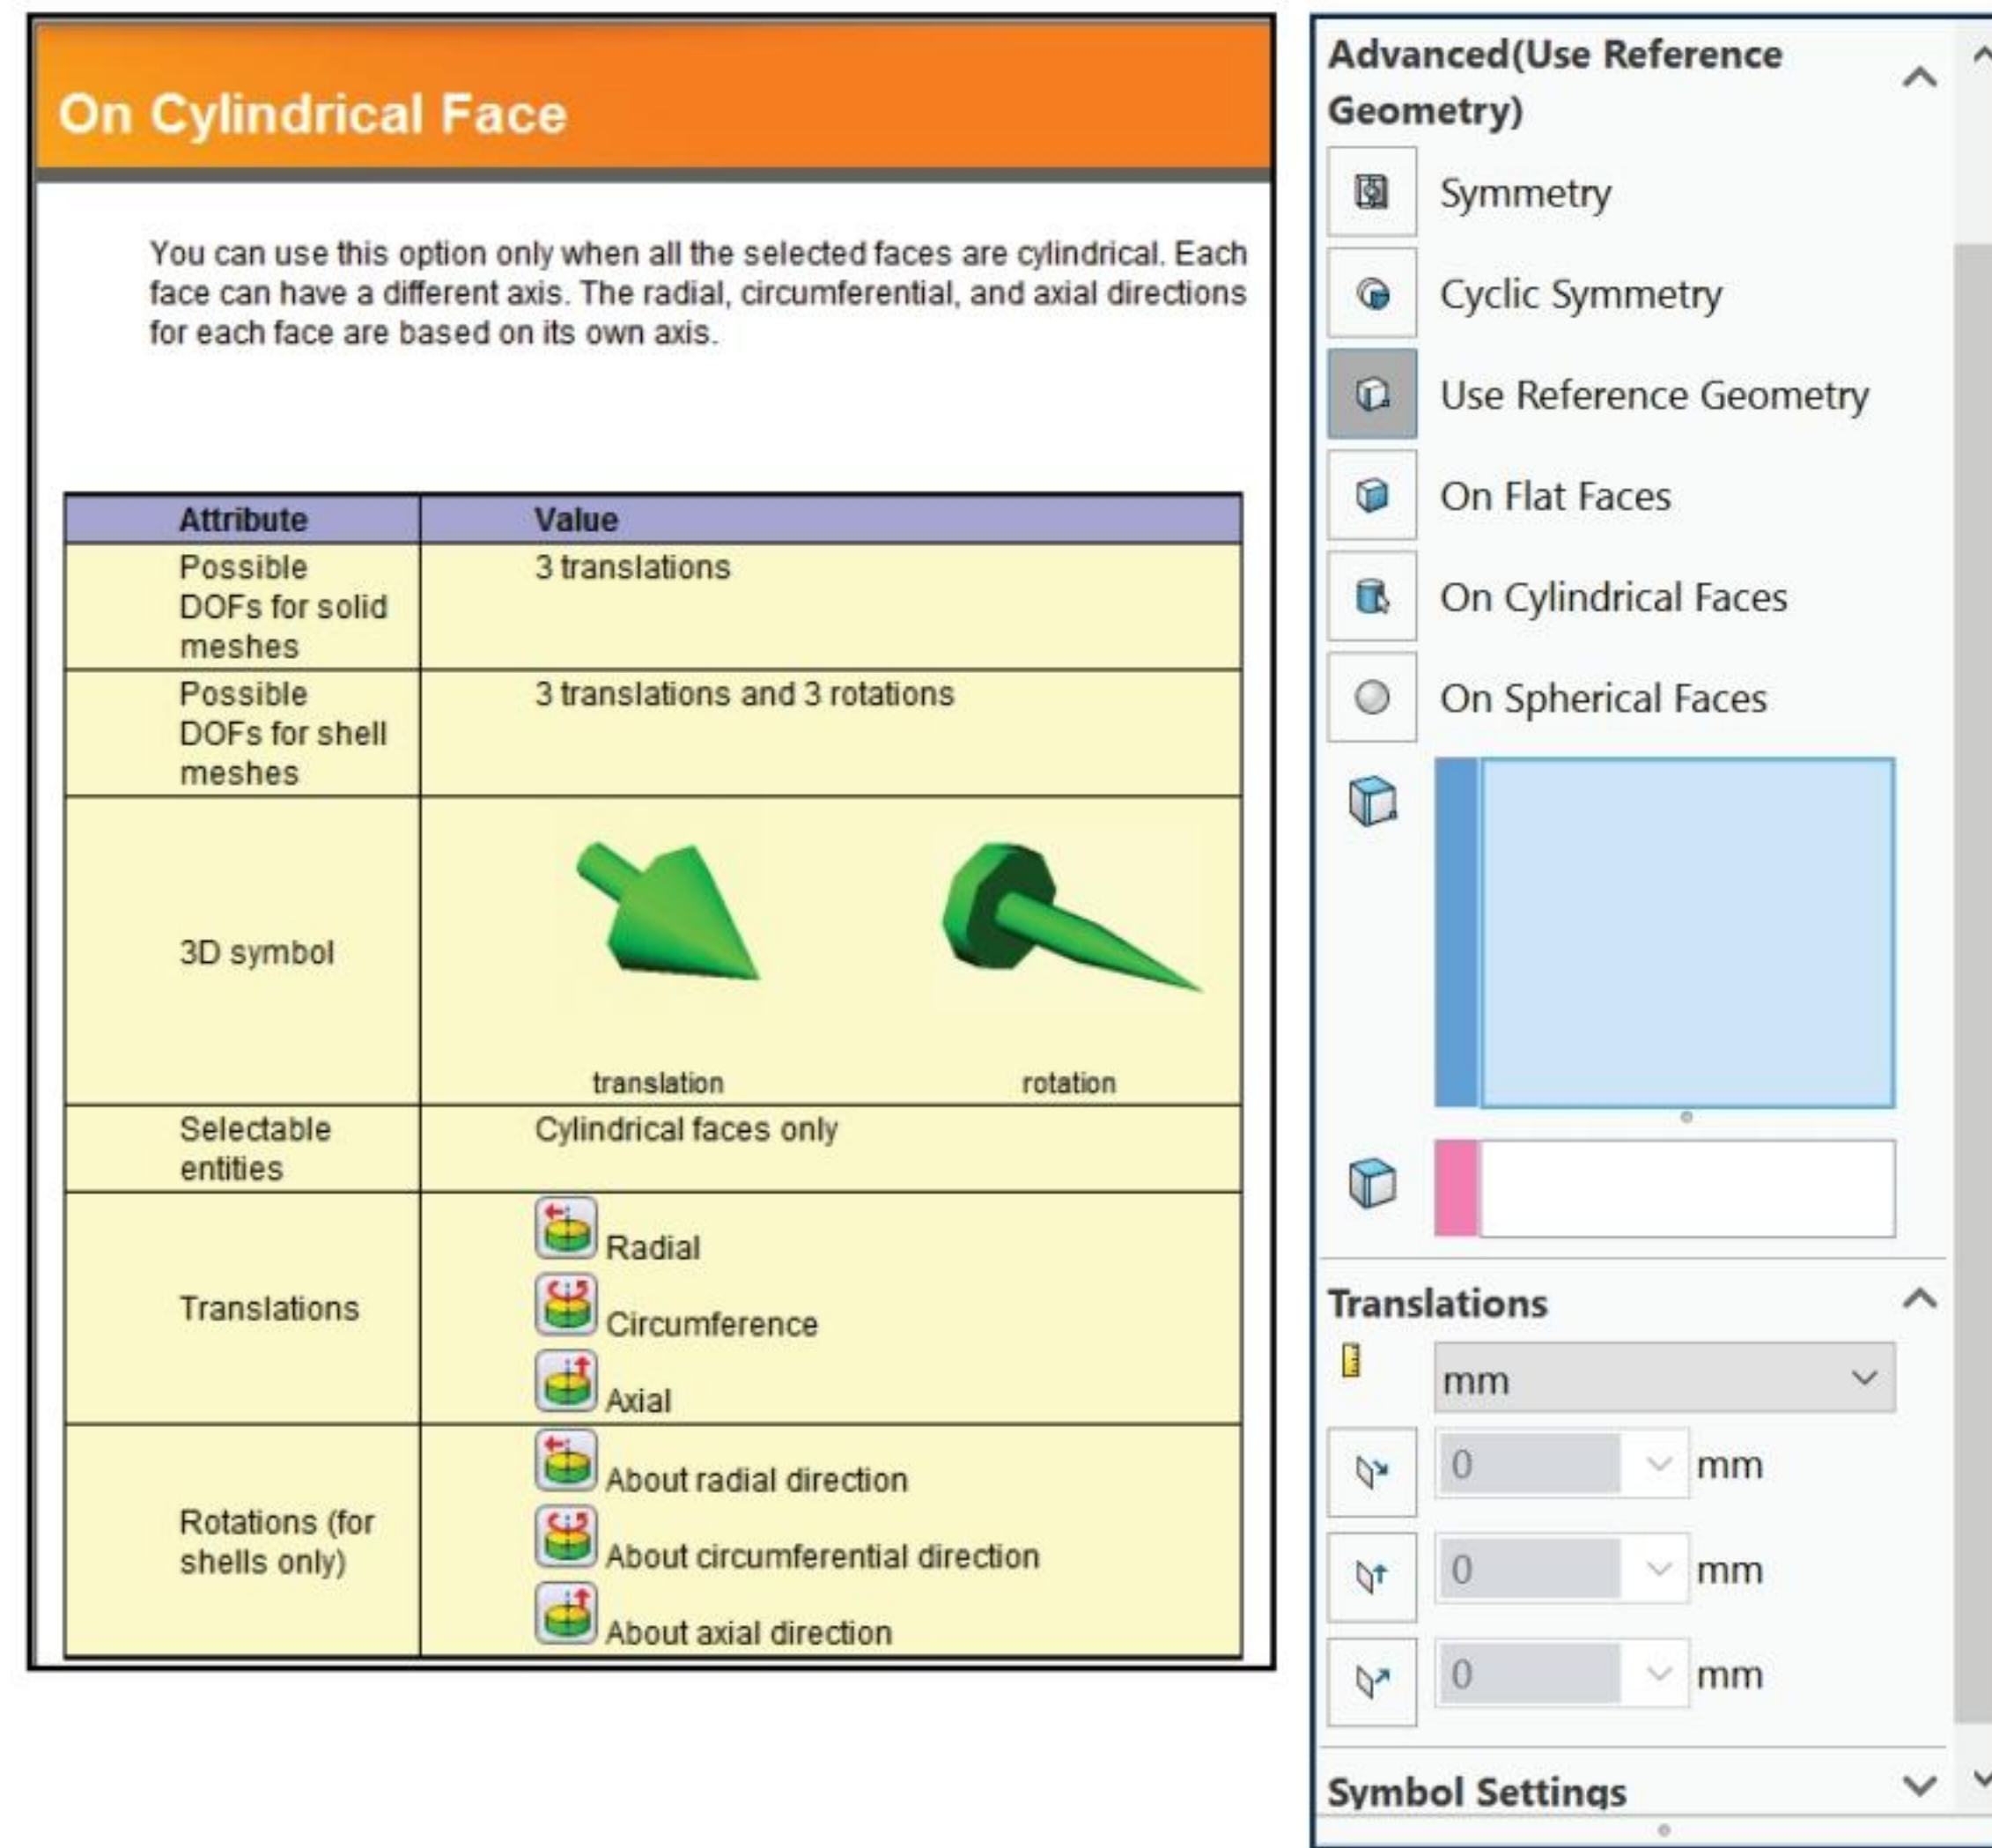 On Cylindrical Face
You can use this option only when all the selected faces are cylindrical. Each
face can have a different axis. The radial, circumferential, and axial directions
for each face are based on its own axis.
Attribute Value
Possible 3 translations
DOFs for solid
meshes
Possible 3 translations and 3 rotations
DOFs for shell
meshes
3D symbol
translation rotation
Selectable Cylindrical faces only
entities
Translations
Radial
Circumference
Axial
Rotations (for
shells only)
About radial direction
About circumferential direction
About axial direction
Advanced(Use Reference
Geometry)
Symmetry
Cyclic Symmetry
Use Reference Geometry
On Flat Faces
On Cylindrical Faces
On Spherical Faces
Translations
mm
0 mm
0 mm
0 mm
Symbol Settings